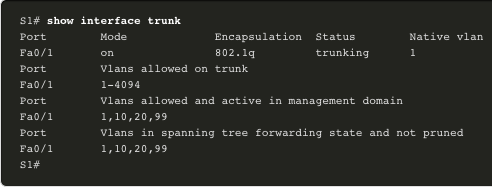 S1# show interface trunk
Port Mode Encapsulation Status Native vlan
Fa0/1 on 802.1q trunking 1
Port Vlans allowed on trunk
Fa0/1 1-4094
Port Vlans allowed and active in management domain
Fa0/1 1,10,20,99
Port Vlans in spanning tree forwarding state and not pruned
Fa0/1 1,10,20,99
S1#